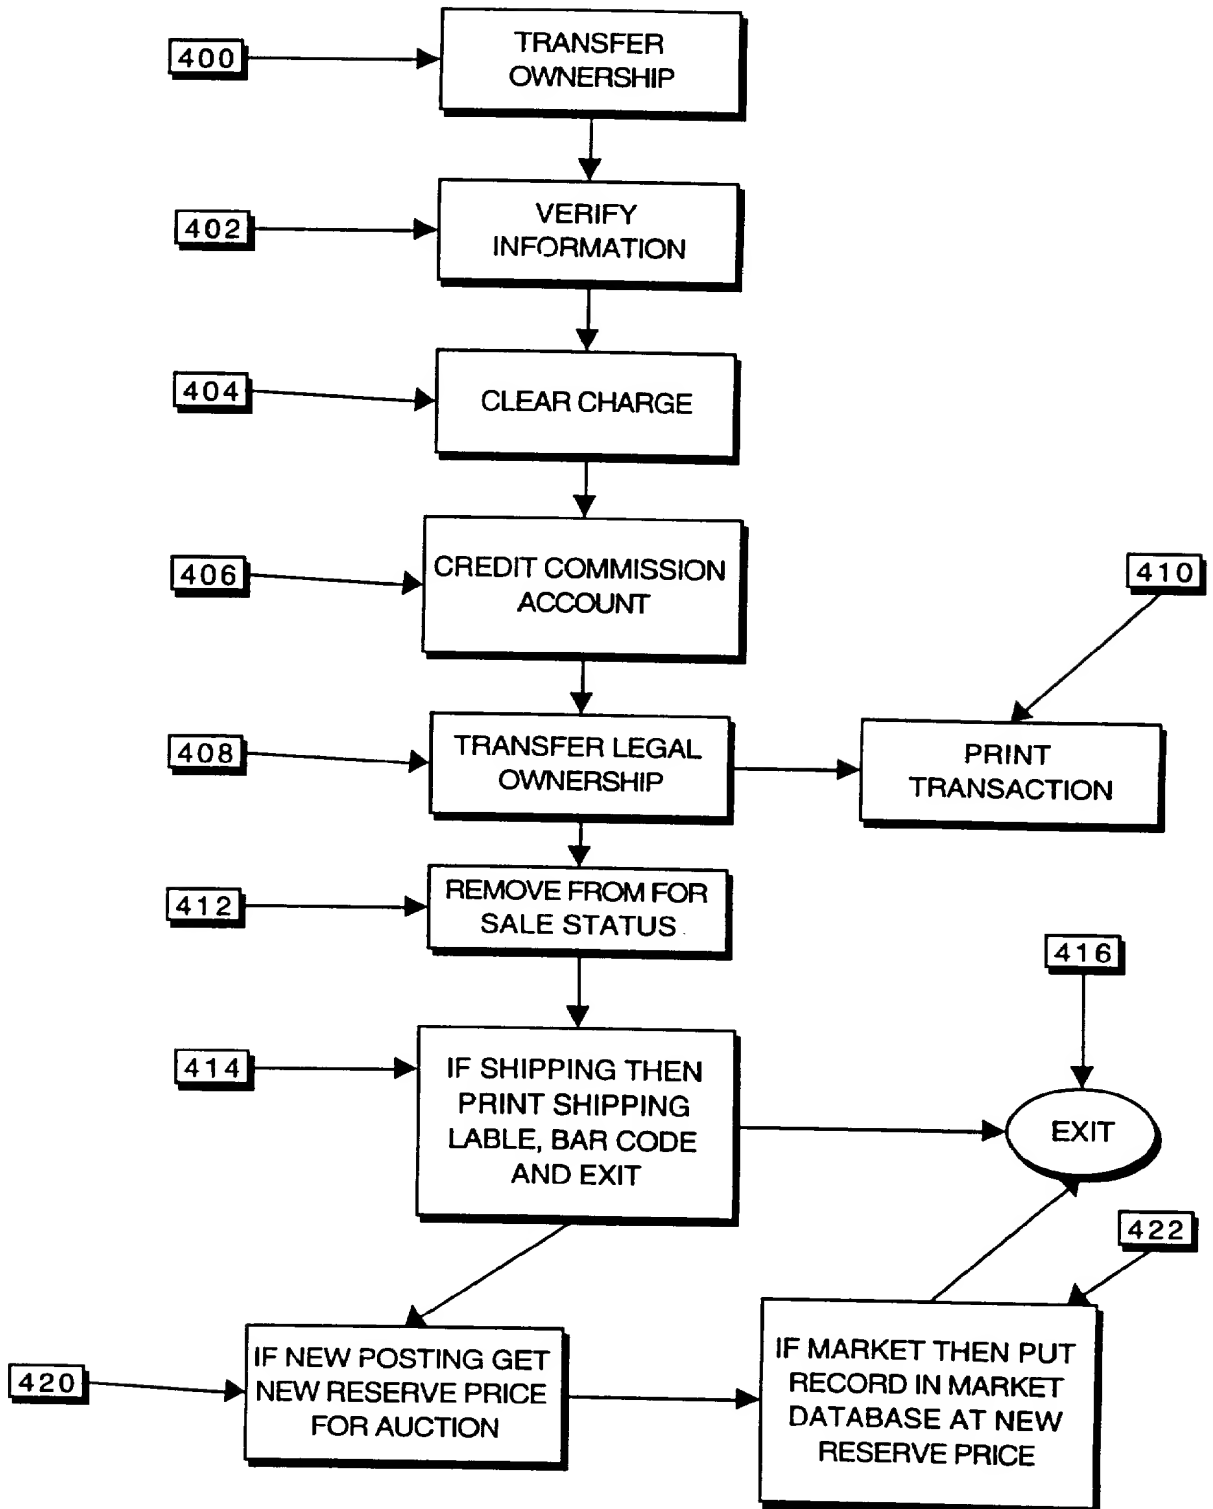 400
TRANSFER
OWNERSHIP
402
VERIFY
INFORMATION
404
CLEAR CHARGE
406
CREDIT COMMISSION
ACCOUNT
410
408
TRANSFER LEGAL
OWNERSHIP
PRINT
TRANSACTION
412
REMOVE FROM FOR
SALE STATUS
416
414
IF SHIPPING THEN
PRINT SHIPPING
LABLE, BAR CODE
AND EXIT
EXIT
422
420
IF NEW POSTING GET
NEW RESERVE PRICE
FOR AUCTION
IF MARKET THEN PUT
RECORD IN MARKET
DATABASE AT NEW
RESERVE PRICE